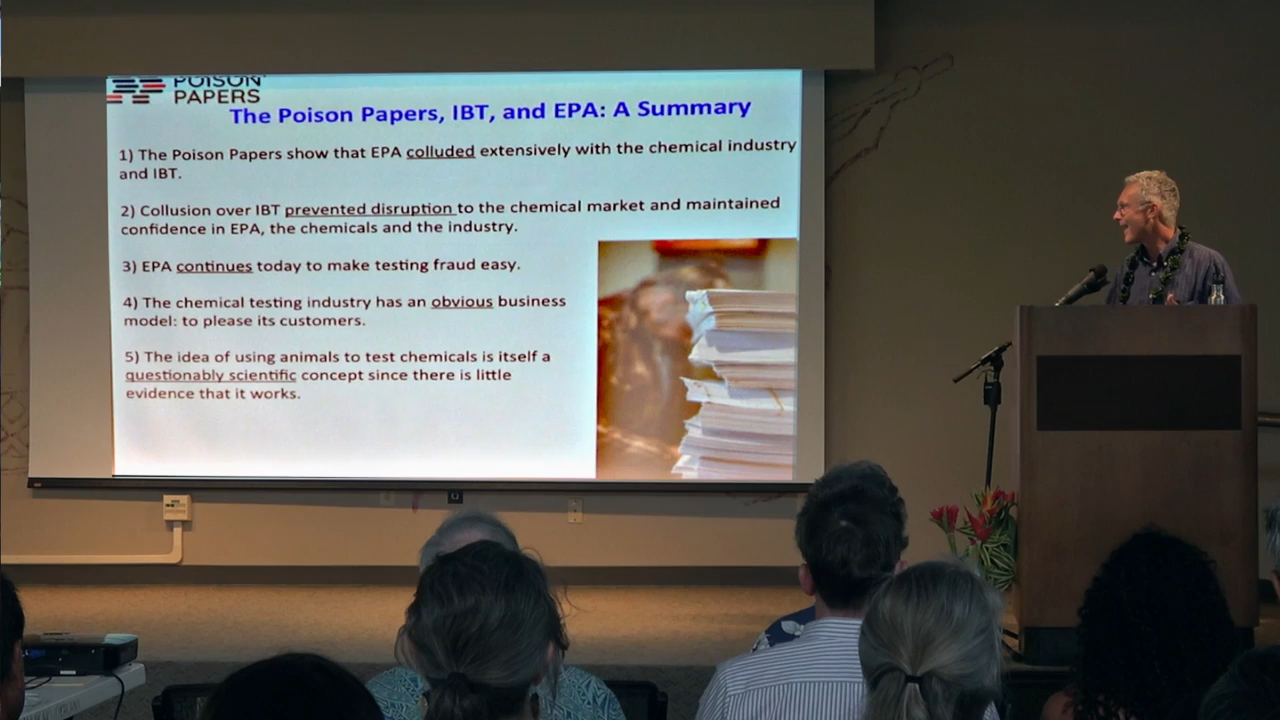 POISON
PAPERS
The Poison Papers, IBT, and EPA: A Summary
1) The Poison Papers show that EPA colluded extensively with the chemical industry
and IBT.
2) Collusion over IBT prevented disruption to the chemical market and maintained
confidence in EPA, the chemicals and the industry.
3) EPA continues today to make testing fraud easy.
4) The chemical testing industry has an obvious business
model: to please its customers.
5) The idea of using animals to test chemicals is itself a
questionably scientific concept since there is little
evidence that it works.